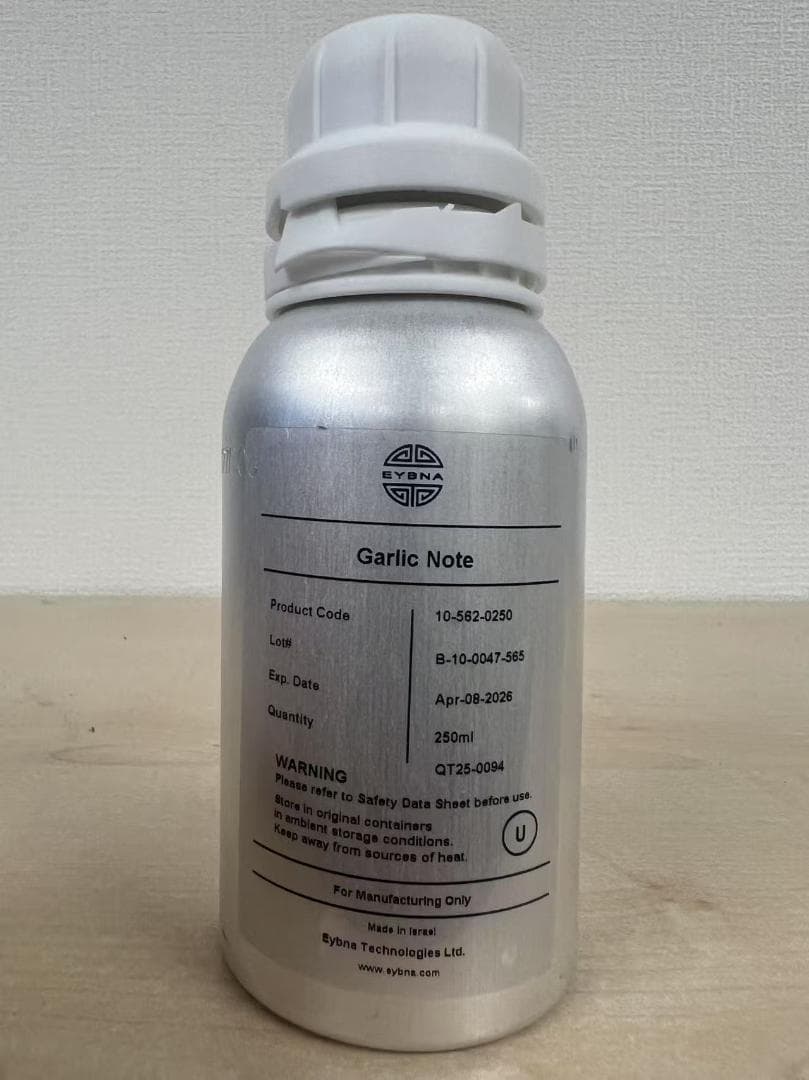 EYBNA
Garlic Note
Product Code 10-562-0250
Lot# B-10-0047-565
Exp. Date Apr-08-2026
Quantity 250ml
QT25-0094
WARNING
Please refer to Safety Data Sheet before use.
Store in original containers
in ambient storage conditions.
Keep away from sources of heat.
U
For Manufacturing Only
Made in Israel
Eybna Technologies Ltd.
www.eybna.com